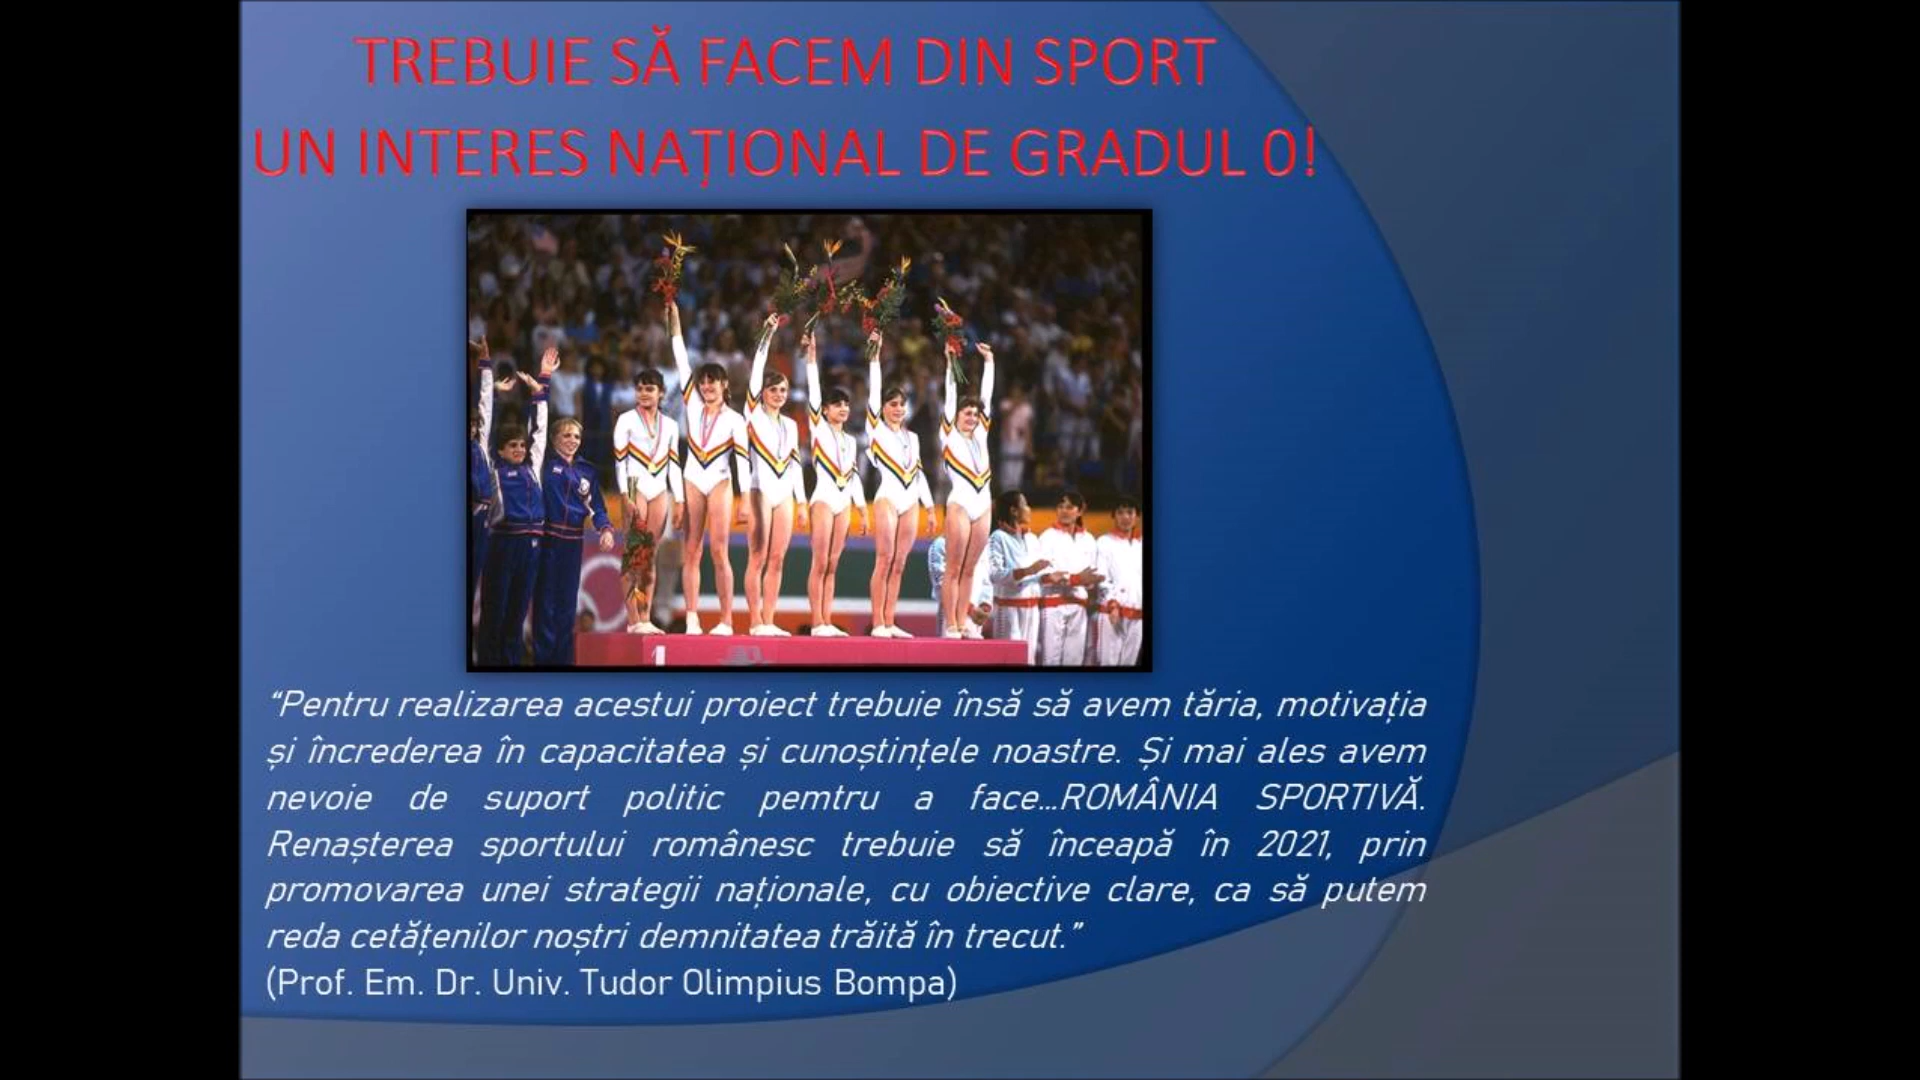 TREBUIE SĂ FACEM DIN SPORT
UN INTERES NAȚIONAL DE GRADUL 0!
1
“Pentru realizarea acestui proiect trebuie însă să avem tăria, motivația
și încrederea în capacitatea și cunoștințele noastre. Și mai ales avem
nevoie de suport politic pemtru a face...ROMÂNIA SPORTIVĂ.
Renașterea sportului românesc trebuie să înceapă în 2021, prin
promovarea unei strategii naționale, cu obiective clare, ca să putem
reda cetățenilor noștri demnitatea trăită în trecut.”
(Prof. Em. Dr. Univ. Tudor Olimpius Bompa)